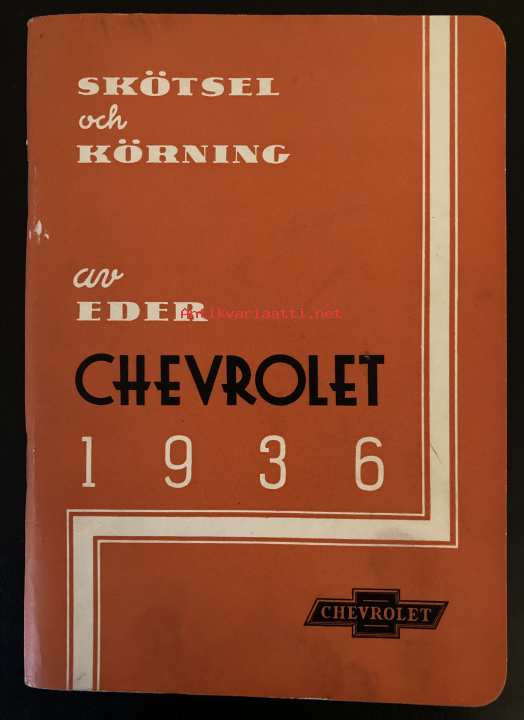 SKÖTSEL
och
KÖRNING
av
EDER
Antikvariaatti.net
CHEVROLET
1936
CHEVROLET